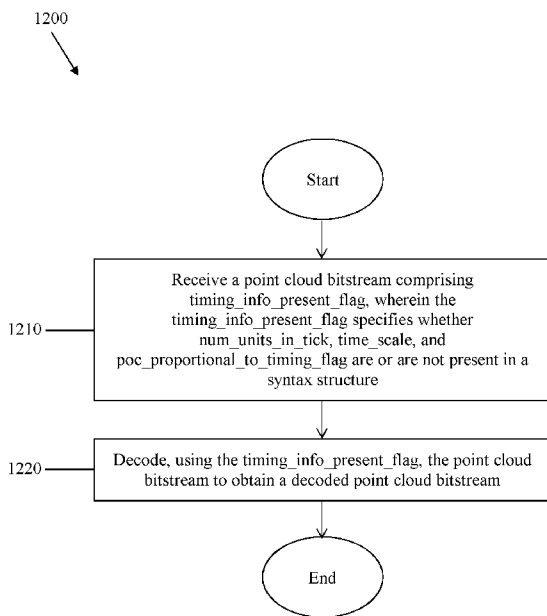 1200
Start
Receive a point cloud bitstream comprising
timing_info_present_flag, wherein the
timing_info_present_flag specifies whether
num_units_in_tick, time_scale, and
poc_proportional_to_timing_flag are or are not present in a
syntax structure
1210
Decode, using the timing_info_present_flag, the point cloud
bitstream to obtain a decoded point cloud bitstream
1220
End